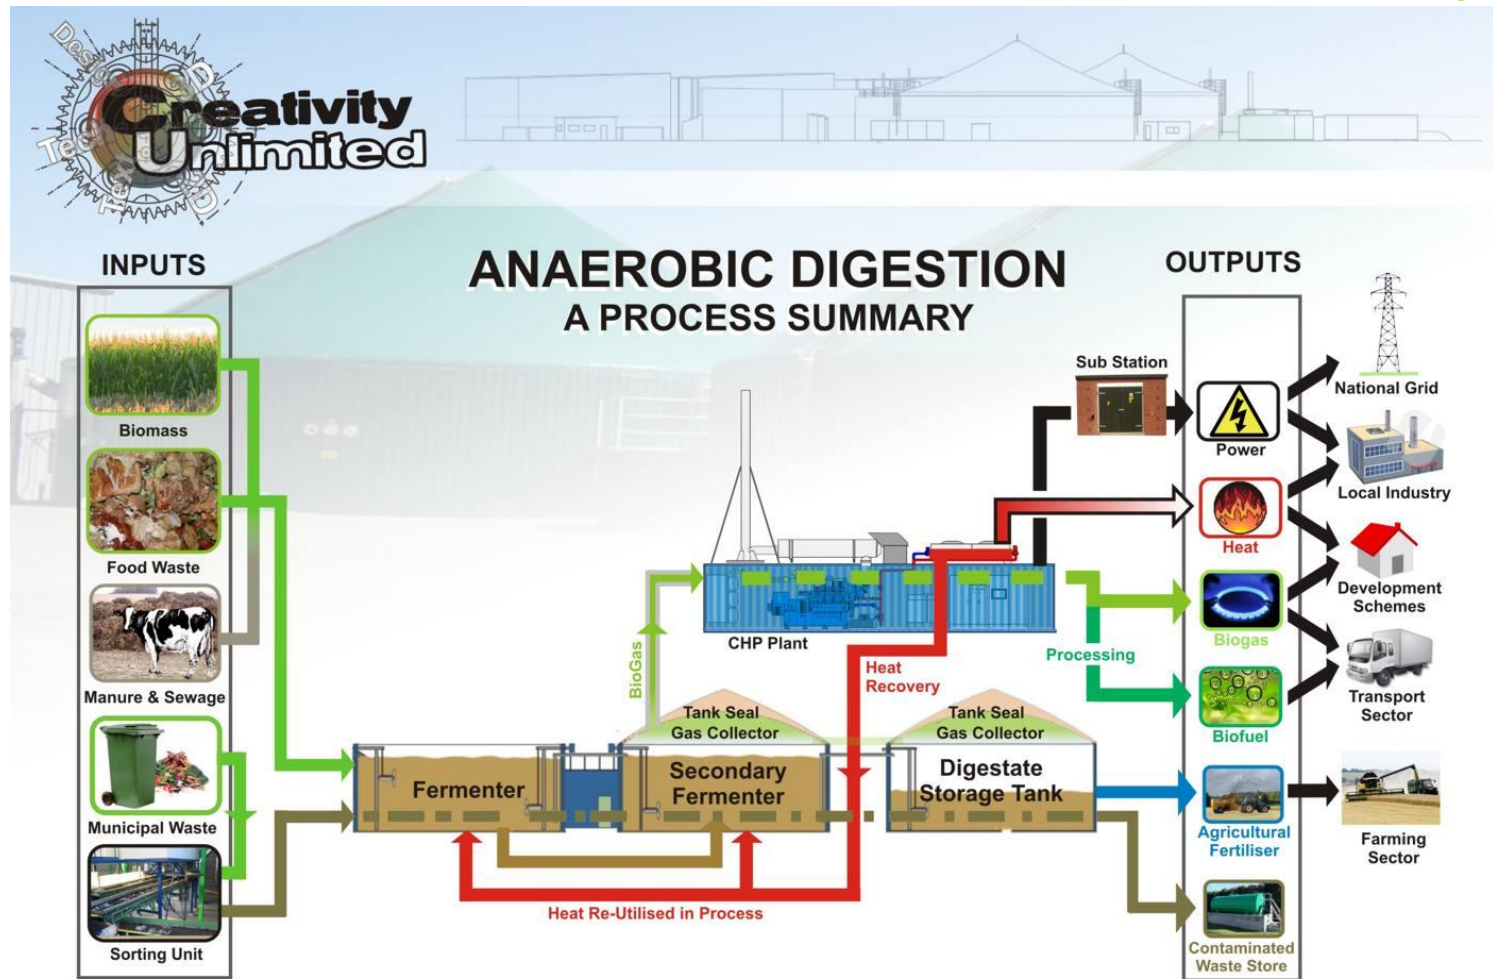 Design
Tech
Text
Creativity
Unlimited
INPUTS
ANAEROBIC DIGESTION
A PROCESS SUMMARY
OUTPUTS
Biomass
Food Waste
Manure & Sewage
Municipal Waste
Sorting Unit
Sub Station
CHP Plant
BioGas
Heat
Recovery
Processing
Tank Seal
Gas Collector
Tank Seal
Gas Collector
Fermenter
Secondary
Fermenter
Digestate
Storage Tank
Heat Re-Utilised in Process
Power
Heat
Biogas
Biofuel
Agricultural
Fertiliser
Contaminated
Waste Store
National Grid
Local Industry
Development
Schemes
Transport
Sector
Farming
Sector